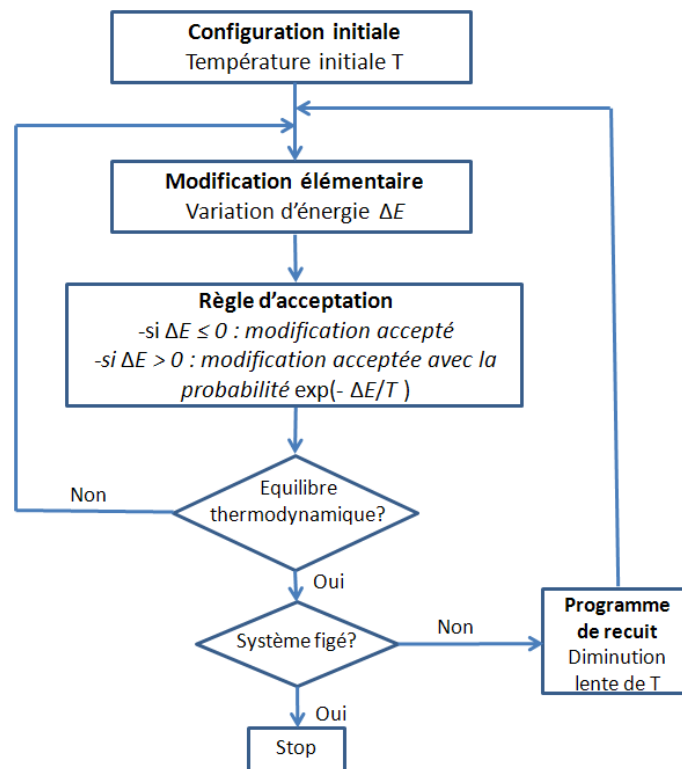 Configuration initiale
Température initiale T
Modification élémentaire
Variation d'énergie ΔE
Règle d'acceptation
-si ΔE ≤ 0 : modification accepté
-si ΔE > 0 : modification acceptée avec la
probabilité exp(- ΔE/T )
Non
Equilibre
thermodynamique?
Oui
Système figé?
Non
Programme
de recuit
Diminution
lente de T
Oui
Stop